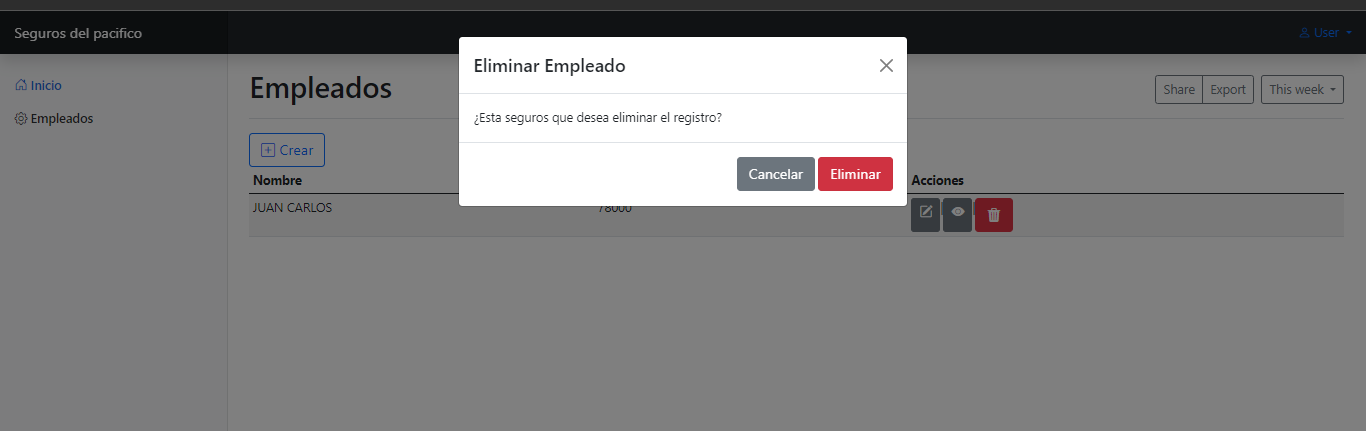 Seguros del pacifico
User
Inicio
Empleados
Empleados
Share Export This week
Crear
Nombre Acciones
JUAN CARLOS 78000
Eliminar Empleado
¿Esta seguros que desea eliminar el registro?
Cancelar Eliminar